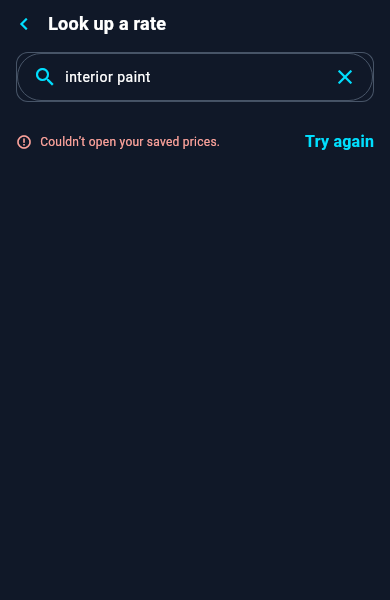 Look up a rate
interior paint
Couldn't open your saved prices.
Try again